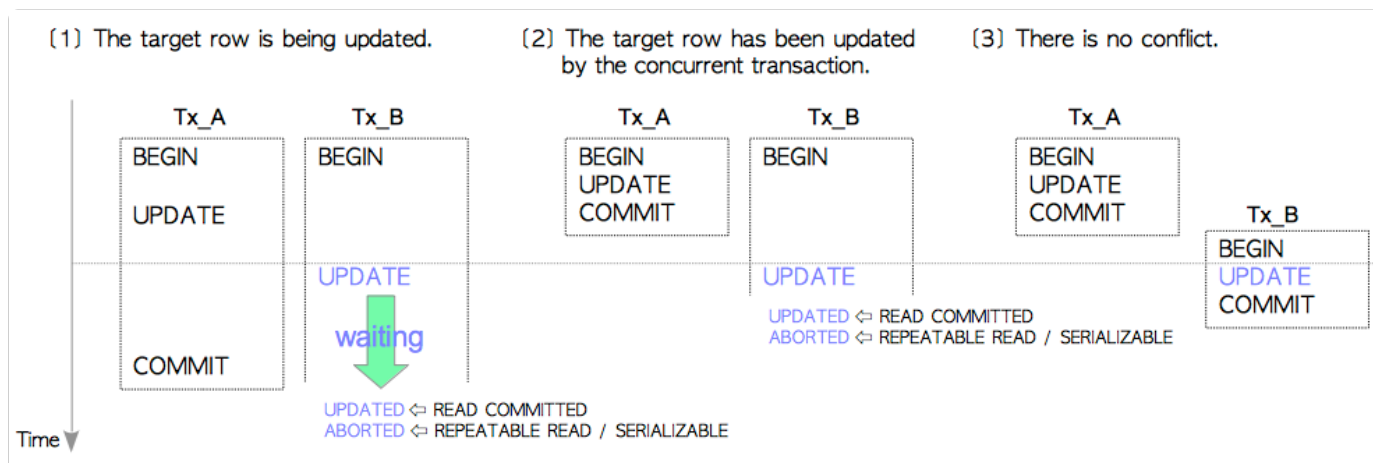 〔1〕The target row is being updated.
Tx_A
BEGIN
UPDATE
COMMIT
Tx_B
BEGIN
UPDATE
waiting
UPDATED ⇦ READ COMMITTED
ABORTED ⇦ REPEATABLE READ / SERIALIZABLE
〔2〕The target row has been updated
by the concurrent transaction.
Tx_A
BEGIN
UPDATE
COMMIT
Tx_B
BEGIN
UPDATE
UPDATED ⇦ READ COMMITTED
ABORTED ⇦ REPEATABLE READ / SERIALIZABLE
〔3〕There is no conflict.
Tx_A
BEGIN
UPDATE
COMMIT
Tx_B
BEGIN
UPDATE
COMMIT
Time